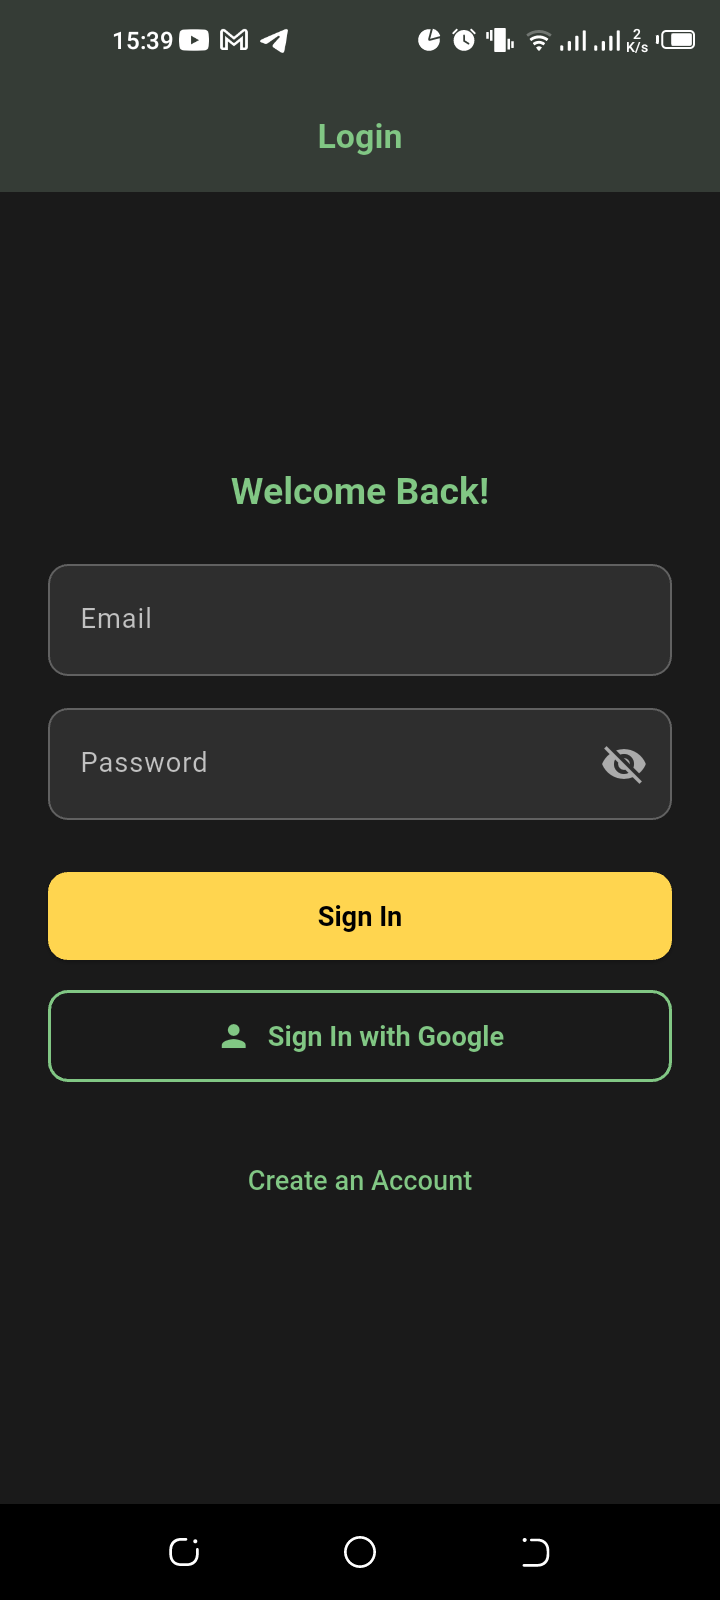 15:39
2
K/s
Login
Welcome Back!
Email
Password
Sign In
Sign In with Google
Create an Account